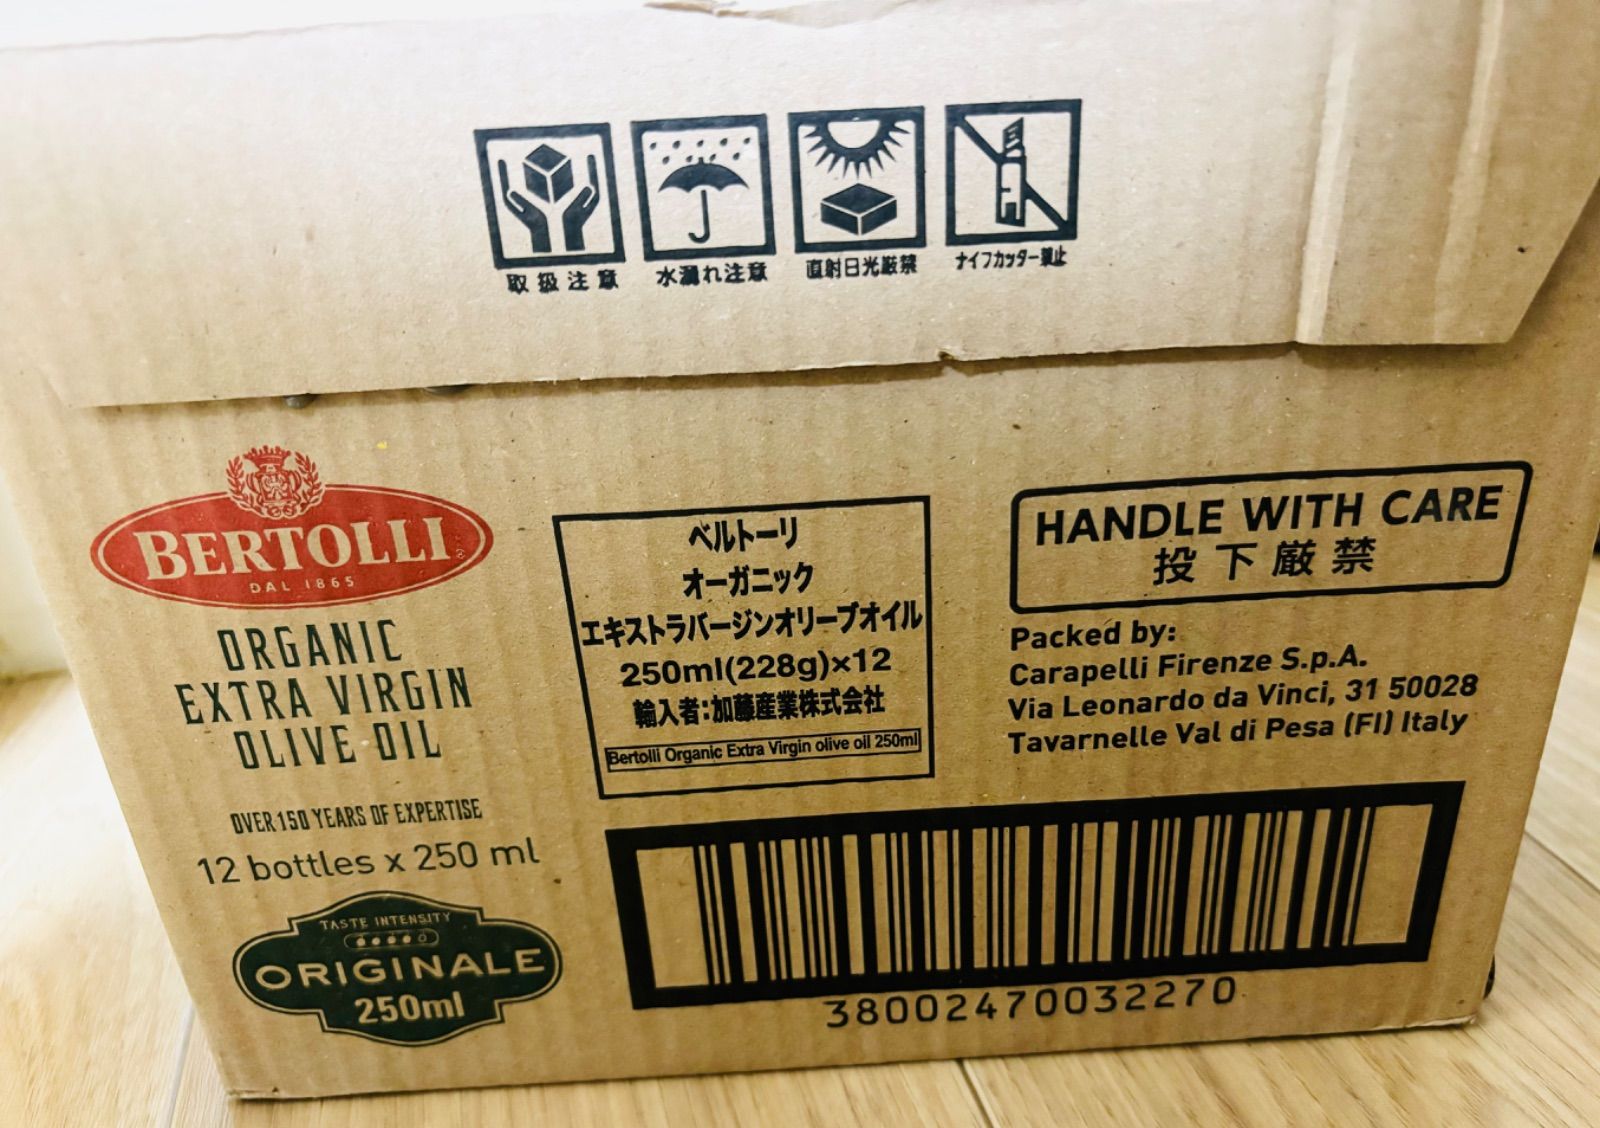 取扱注意
水濡れ注意
直射日光厳禁
ナイフカッター禁止
BERTOLLI
DAL 1865
ORGANIC
EXTRA VIRGIN
OLIVE OIL
OVER 150 YEARS OF EXPERTISE
12 bottles x 250 ml
TASTE INTENSITY
ORIGINALE
250ml
ベルトーリ
オーガニック
エキストラバージンオリーブオイル
250ml(228g)×12
輸入者:加藤産業株式会社
Bertolli Organic Extra Virgin olive oil 250ml
HANDLE WITH CARE
投下厳禁
Packed by:
Carapelli Firenze S.p.A.
Via Leonardo da Vinci, 31 50028
Tavarnelle Val di Pesa (FI) Italy
38002470032270